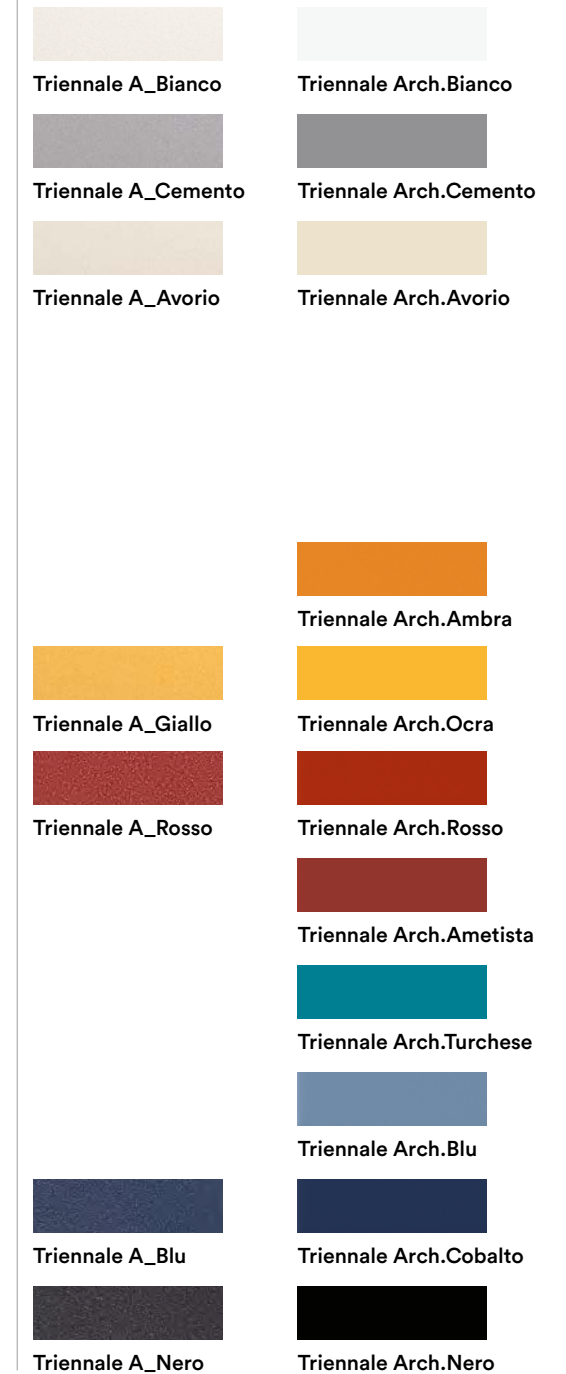 Triennale A_Bianco
Triennale Arch.Bianco
Triennale A_Cemento
Triennale Arch.Cemento
Triennale A_Avorio
Triennale Arch.Avorio
Triennale Arch.Ambra
Triennale A_Giallo
Triennale Arch.Ocra
Triennale A_Rosso
Triennale Arch.Rosso
Triennale Arch.Ametista
Triennale Arch.Turchese
Triennale Arch.Blu
Triennale A_Blu
Triennale Arch.Cobalto
Triennale A_Nero
Triennale Arch.Nero